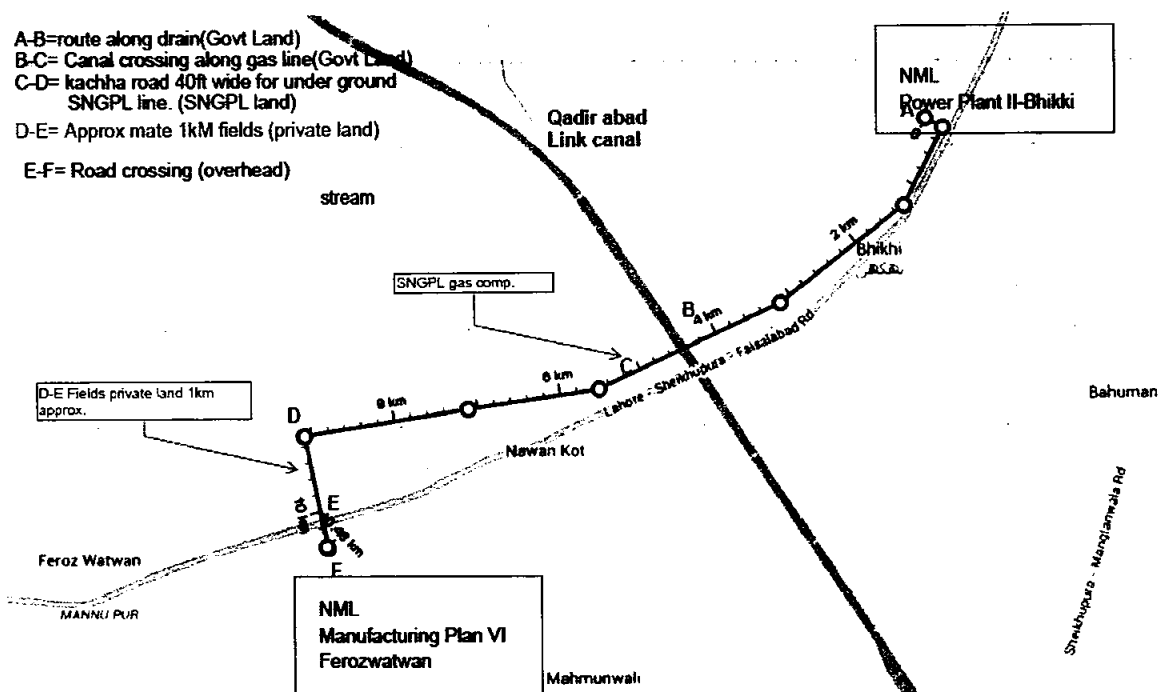 A-B=route along drain(Govt Land)
B-C= Canal crossing along gas line(Govt Land)
C-D= kachha road 40ft wide for under ground
SNGPL line. (SNGPL land)
D-E= Approx mate 1kM fields (private land)
E-F= Road crossing (overhead)
stream
Qadir abad
Link canal
NML
Power Plant II-Bhikki
A
0
2 km
Bhikhi
SNGPL gas comp.
B
4 km
C
Lahore - Sheikhupura - Faisalabad Rd
6 km
8 km
D-E Fields private land 1km
approx.
D
Bahuman
Nawan Kot
E
10 km
Feroz Watwan
F
MANNU PUR
NML
Manufacturing Plan VI
Ferozwatwan
Mahmunwali
Sheikhupura - Mangtanwala Rd